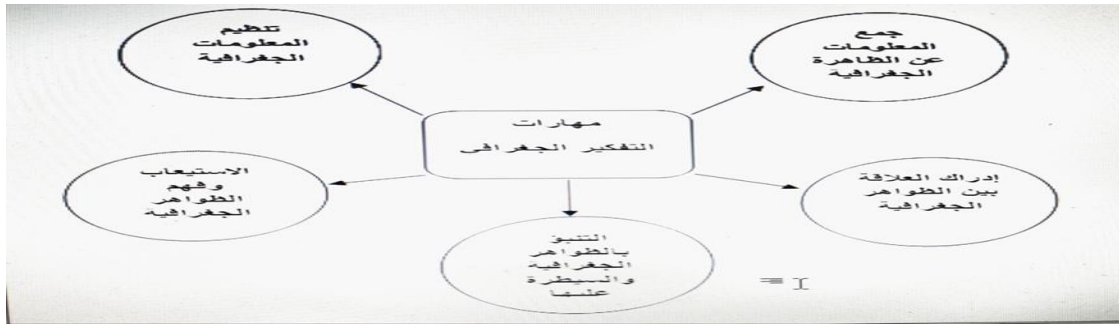 جمع
المعلومات
عن الظاهرة
الجغرافية
تنظيم
المعلومات
الجغرافية
مهارات
التفكير الجغرافى
إدراك العلاقة
بين الظواهر
الجغرافية
الاستيعاب
وفهم
الظواهر
الجغرافية
التنبؤ
بالظواهر
الجغرافية
والسيطرة
عليها